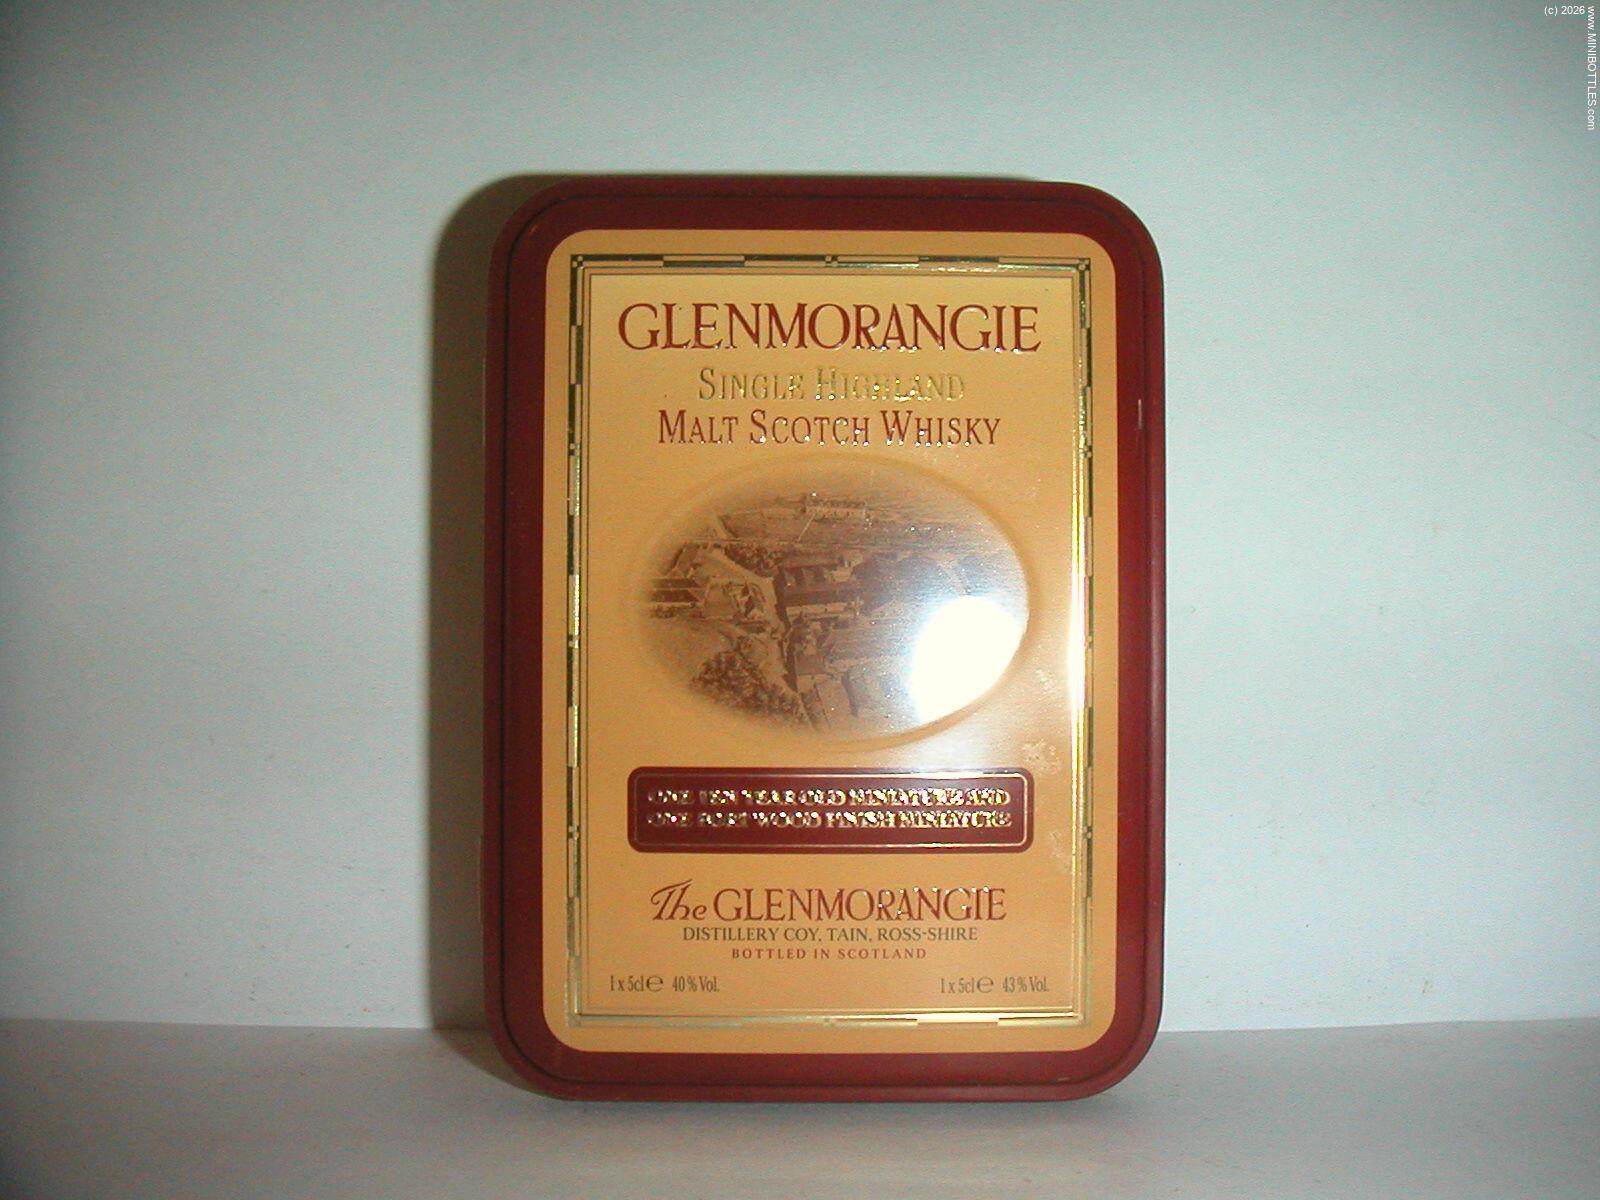 (c) 2026 www.MINIBOTTLES.com
GLENMORANGIE
SINGLE HIGHLAND
MALT SCOTCH WHISKY
ONE TEN YEAR OLD MINIATURE AND
ONE PORT WOOD FINISH MINIATURE
The GLENMORANGIE
DISTILLERY COY, TAIN, ROSS-SHIRE
BOTTLED IN SCOTLAND
1 x 5cl e 40% Vol. 1 x 5cl e 43% Vol.